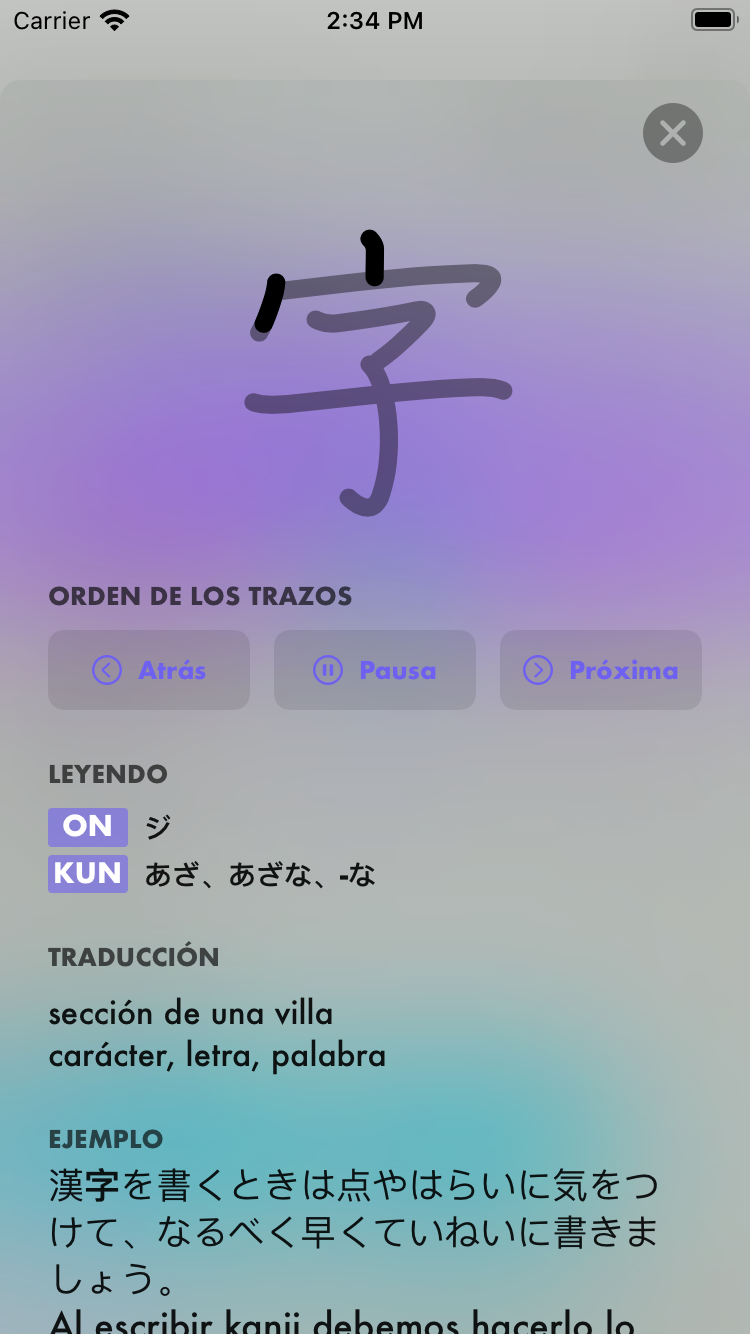 Carrier 2:34 PM
字
ORDEN DE LOS TRAZOS
Atrás Pausa Próxima
LEYENDO
ON ジ
KUN あざ、あざな、-な
TRADUCCIÓN
sección de una villa
carácter, letra, palabra
EJEMPLO
漢字を書くときは点やはらいに気をつ
けて、なるべく早くていねいに書きま
しょう。
Al escribir kanji debemos hacerlo lo